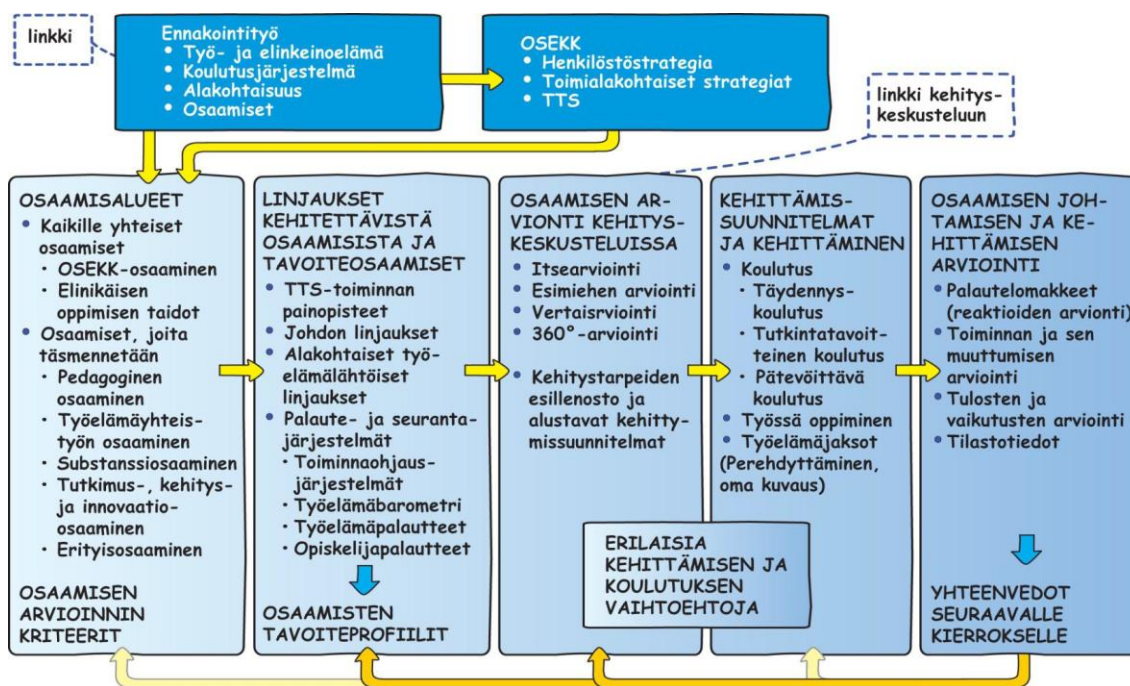 linkki
Ennakointityö
• Työ- ja elinkeinoelämä
• Koulutusjärjestelmä
• Alakohtaisuus
• Osaamiset
OSEKK
• Henkilöstöstrategia
• Toimialakohtaiset strategiat
• TTS
linkki kehitys-
keskusteluun
OSAAMISALUEET
• Kaikille yhteiset
osaamiset
• OSEKK-osaaminen
• Elinikäisen
oppimisen taidot
• Osaamiset, joita
täsmennetään
• Pedagoginen
osaaminen
• Työelämäyhteis-
työn osaaminen
• Substanssiosaaminen
• Tutkimus-, kehitys-
ja innovaatio-
osaaminen
• Erityisosaaminen
OSAAMISEN
ARVIOINNIN
KRITEERIT
LINJAUKSET
KEHITETTÄVISTÄ
OSAAMISISTA JA
TAVOITEOSAAMISET
• TTS-toiminnan
painopisteet
• Johdon linjaukset
• Alakohtaiset työ-
elämälähtöiset
linjaukset
• Palaute- ja seuranta-
järjestelmät
• Toiminnaohjaus-
järjestelmät
• Työelämäbarometri
• Työelämäpalautteet
• Opiskelijapalautteet
OSAAMISTEN
TAVOITEPROFIILIT
OSAAMISEN AR-
VIONTI KEHITYS-
KESKUSTELUISSA
• Itsearviointi
• Esimiehen arviointi
• Vertaisrviointi
• 360°-arviointi
• Kehitystarpeiden
esillenosto ja
alustavat kehitty-
missuunnitelmat
KEHITTÄMIS-
SUUNNITELMAT
JA KEHITTÄMINEN
• Koulutus
• Täydennys-
koulutus
• Tutkintatavoit-
teinen koulutus
• Pätevöittävä
koulutus
• Työssä oppiminen
• Työelämäjaksot
(Perehdyttäminen,
oma kuvaus)
ERILAISIA
KEHITTÄMISEN JA
KOULUTUKSEN
VAIHTOEHTOJA
OSAAMISEN JOH-
TAMISEN JA KE-
HITTÄMISEN
ARVIOINTI
• Palautelomakkeet
(reaktioiden arvionti)
• Toiminnan ja sen
muuttumisen
arviointi
• Tulosten ja
vaikutusten arviointi
• Tilastotiedot
YHTEENVEDOT
SEURAAVALLE
KIERROKSELLE